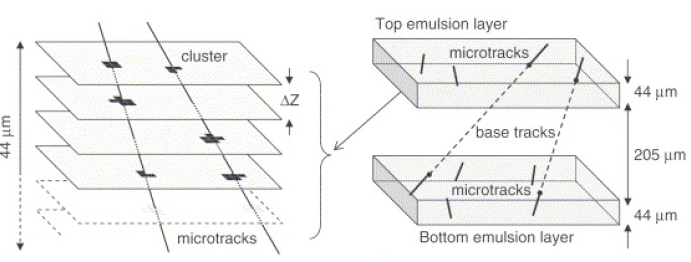 44 μm
cluster
ΔZ
microtracks
Top emulsion layer
microtracks
44 μm
base tracks
205 μm
microtracks
44 μm
Bottom emulsion layer